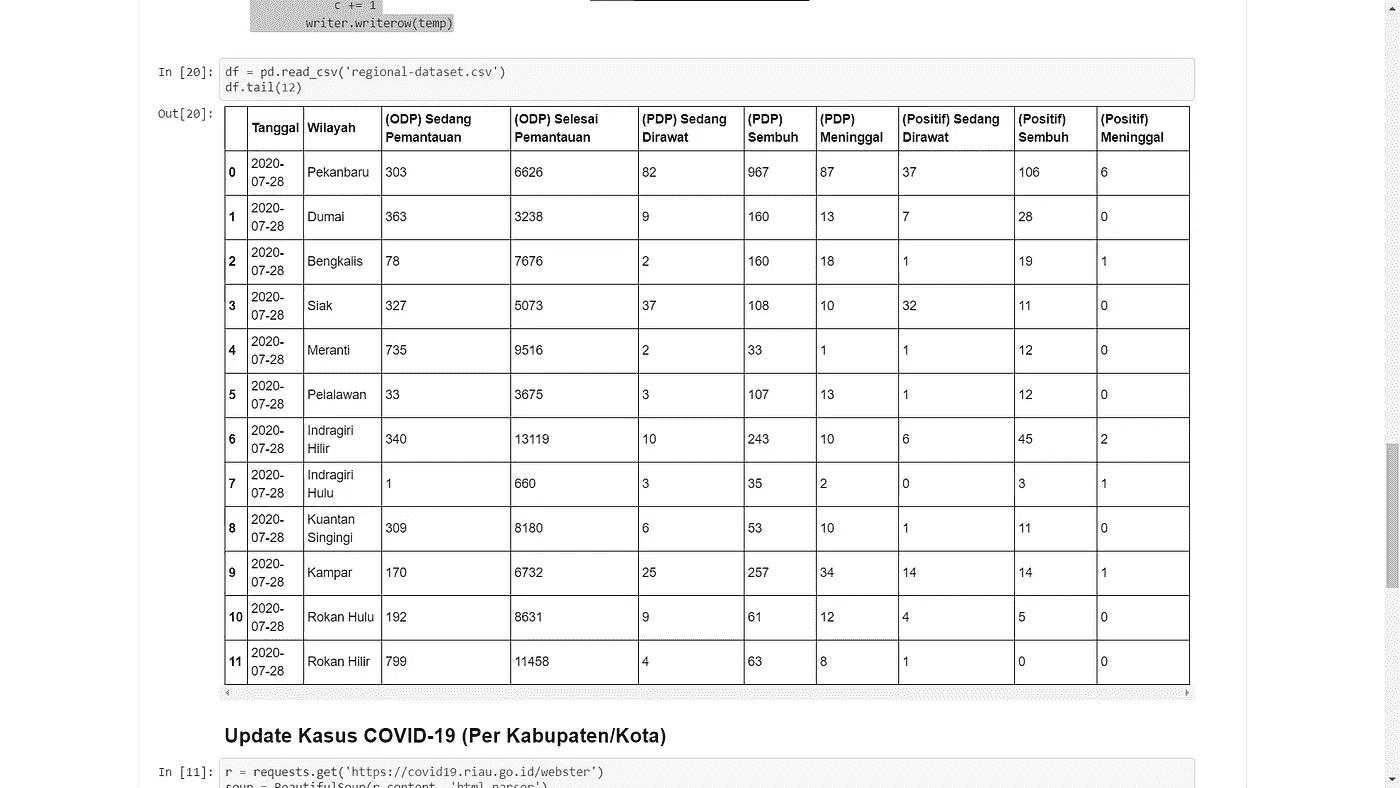 c += 1
writer.writerow(temp)
In [20]: df = pd.read_csv('regional-dataset.csv')
df.tail(12)
Out[20]:
Tanggal Wilayah (ODP) Sedang Pemantauan (ODP) Selesai Pemantauan (PDP) Sedang Dirawat (PDP) Sembuh (PDP) Meninggal (Positif) Sedang Dirawat (Positif) Sembuh (Positif) Meninggal
0 2020-07-28 Pekanbaru 303 6626 82 967 87 37 106 6
1 2020-07-28 Dumai 363 3238 9 160 13 7 28 0
2 2020-07-28 Bengkalis 78 7676 2 160 18 1 19 1
3 2020-07-28 Siak 327 5073 37 108 10 32 11 0
4 2020-07-28 Meranti 735 9516 2 33 1 1 12 0
5 2020-07-28 Pelalawan 33 3675 3 107 13 1 12 0
6 2020-07-28 Indragiri Hilir 340 13119 10 243 10 6 45 2
7 2020-07-28 Indragiri Hulu 1 660 3 35 2 0 3 1
8 2020-07-28 Kuantan Singingi 309 8180 6 53 10 1 11 0
9 2020-07-28 Kampar 170 6732 25 257 34 14 14 1
10 2020-07-28 Rokan Hulu 192 8631 9 61 12 4 5 0
11 2020-07-28 Rokan Hilir 799 11458 4 63 8 1 0 0
Update Kasus COVID-19 (Per Kabupaten/Kota)
In [11]: r = requests.get('https://covid19.riau.go.id/webster')
soup = BeautifulSoup(r.content, 'html.parser')